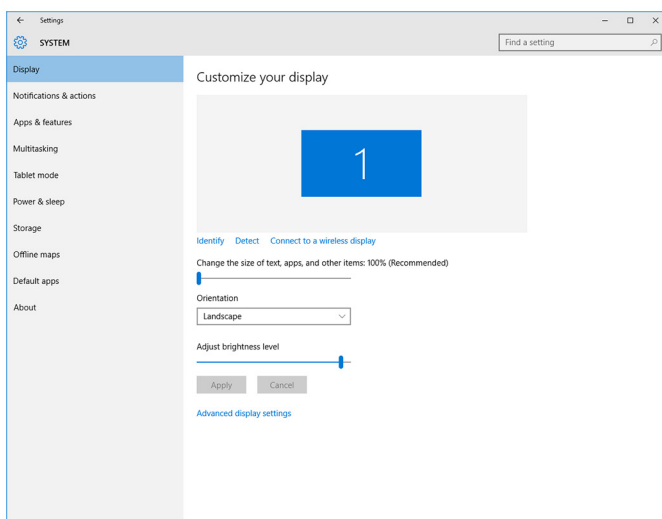 Settings
SYSTEM
Find a setting
Display
Notifications & actions
Apps & features
Multitasking
Tablet mode
Power & sleep
Storage
Offline maps
Default apps
About
Customize your display
1
Identify Detect Connect to a wireless display
Change the size of text, apps, and other items: 100% (Recommended)
Orientation
Landscape
Adjust brightness level
Apply Cancel
Advanced display settings